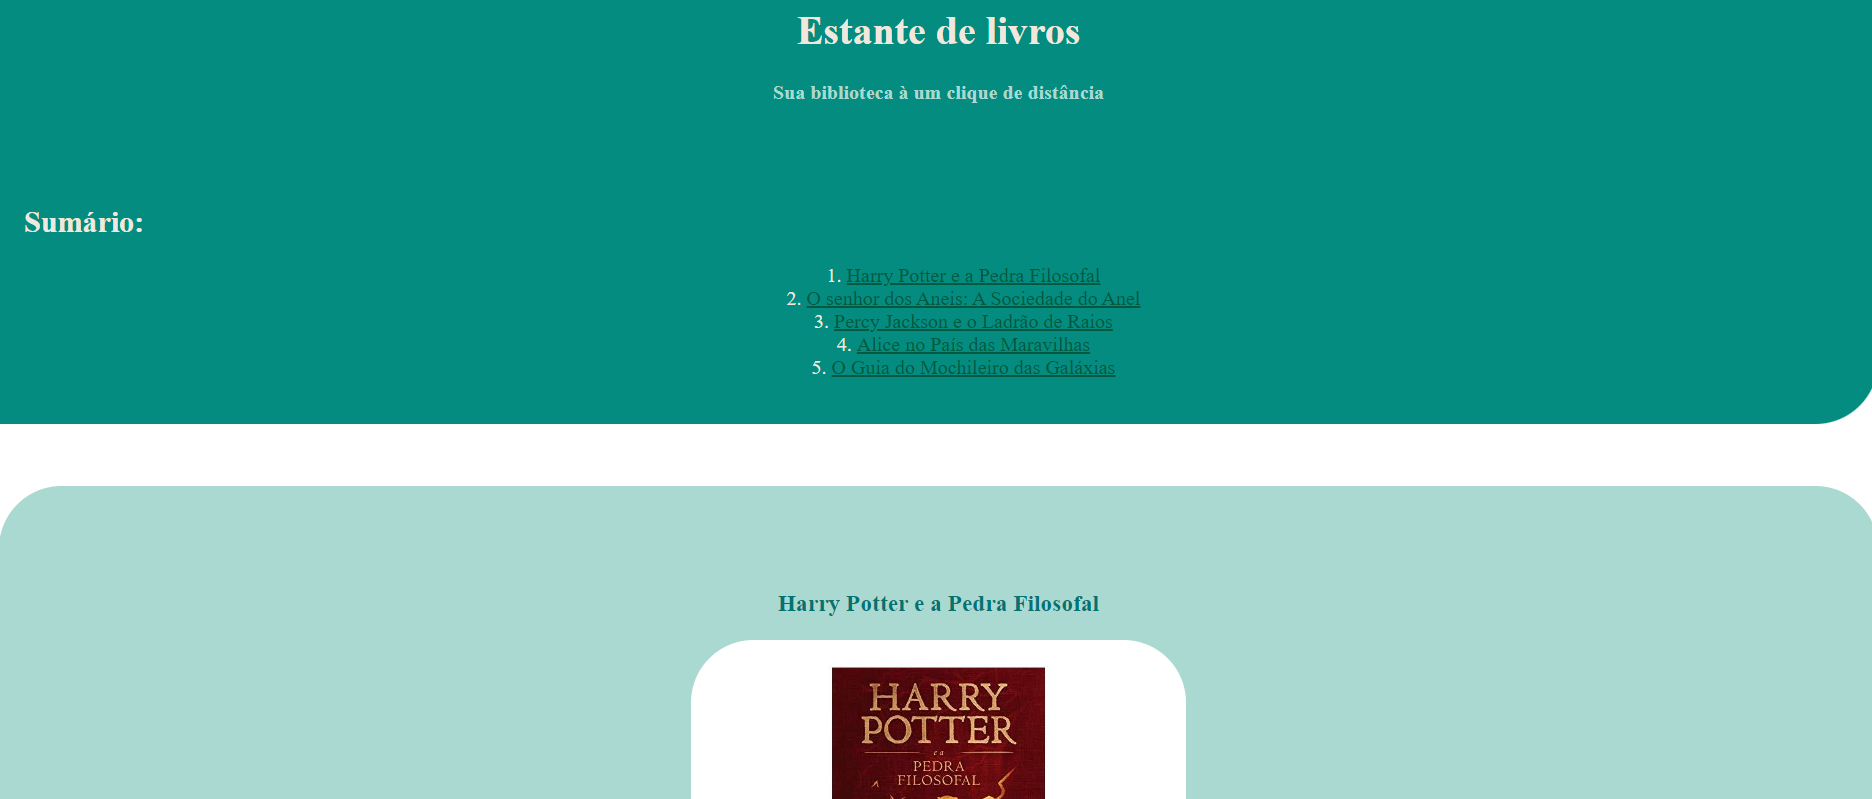 Estante de livros
Sua biblioteca à um clique de distância
Sumário:
1. Harry Potter e a Pedra Filosofal
2. O senhor dos Aneis: A Sociedade do Anel
3. Percy Jackson e o Ladrão de Raios
4. Alice no País das Maravilhas
5. O Guia do Mochileiro das Galáxias
Harry Potter e a Pedra Filosofal
HARRY
POTTER
e a
PEDRA
FILOSOFAL